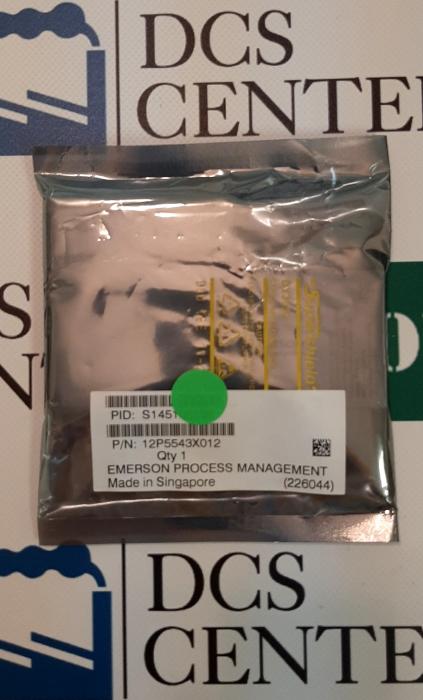 DCS
CENTE
S
PID: S1451
P/N: 12P5543X012
Qty 1
EMERSON PROCESS MANAGEMENT
Made in Singapore (226044)
DCS
CENTE